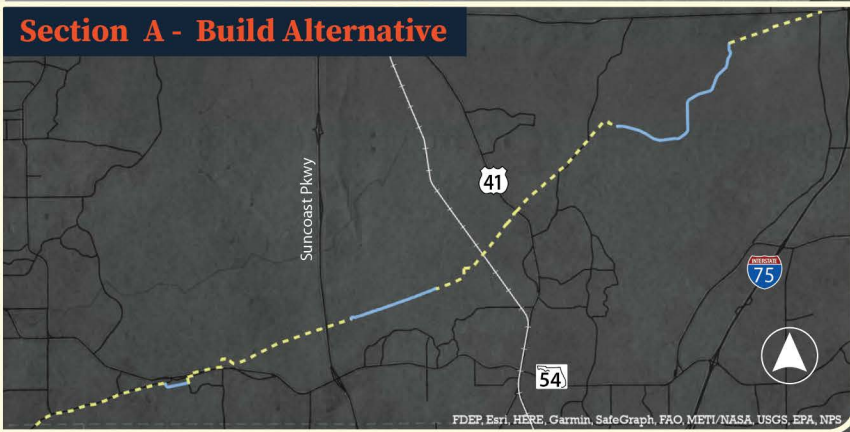 Section A - Build Alternative
Suncoast Pkwy
41
INTERSTATE
75
54
FDEP, Esri, HERE, Garmin, SafeGraph, FAO, METI/NASA, USGS, EPA, NPS